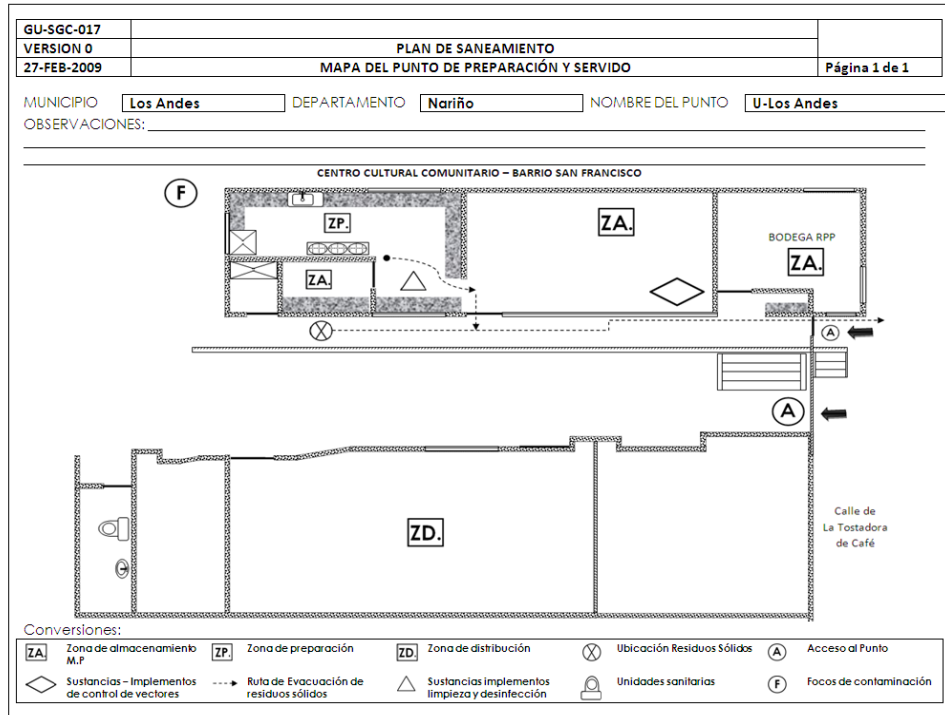 GU-SGC-017
VERSION 0 PLAN DE SANEAMIENTO
27-FEB-2009 MAPA DEL PUNTO DE PREPARACIÓN Y SERVIDO Página 1 de 1
MUNICIPIO Los Andes DEPARTAMENTO Nariño NOMBRE DEL PUNTO U-Los Andes
OBSERVACIONES:
CENTRO CULTURAL COMUNITARIO – BARRIO SAN FRANCISCO
F
ZP.
ZA.
BODEGA RPP
ZA.
ZA.
X
A
A
ZD.
Calle de
La Tostadora
de Café
Conversiones:
ZA. Zona de almacenamiento M.P
ZP. Zona de preparación
ZD. Zona de distribución
Ubicación Residuos Sólidos
A Acceso al Punto
Sustancias – Implementos
de control de vectores
Ruta de Evacuación de
residuos sólidos
Sustancias implementos
limpieza y desinfección
Unidades sanitarias
F Focos de contaminación